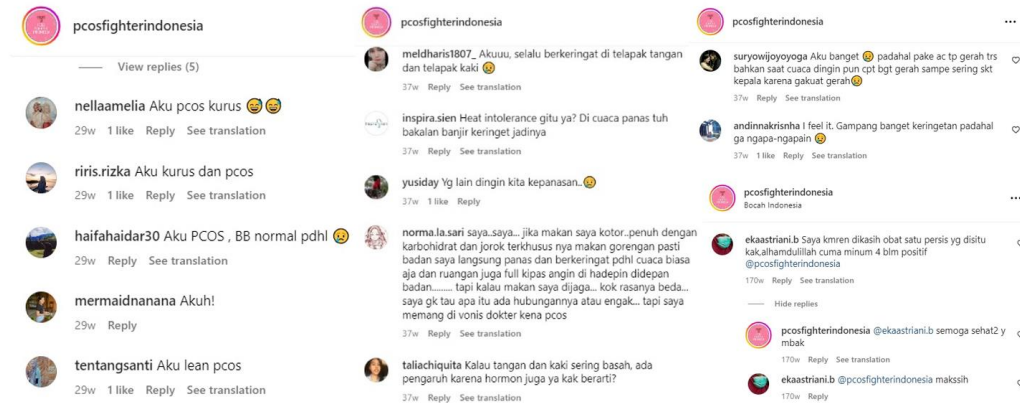 pcosfighterindonesia
View replies (5)
nellaamelia Aku pcos kurus 😅😅
29w 1 like Reply See translation
riris.rizka Aku kurus dan pcos
29w 1 like Reply See translation
haifahaidar30 Aku PCOS , BB normal pdhl 😥
29w Reply See translation
mermaidnanana Akuh!
29w Reply
tentangsanti Aku lean pcos
29w 1 like Reply See translation
pcosfighterindonesia
meldharis1807_ Akuuu, selalu berkeringat di telapak tangan
dan telapak kaki 😥
37w Reply See translation
inspira.sien Heat intolerance gitu ya? Di cuaca panas tuh
bakalan banjir keringet jadinya
37w Reply See translation
yusiday Yg lain dingin kita kepanasan..😥
37w 1 like Reply
norma.la.sari saya..saya... jika makan saya kotor..penuh dengan
karbohidrat dan jorok terkhusus nya makan gorengan pasti
badan saya langsung panas dan berkeringat pdhl cuaca biasa
aja dan ruangan juga full kipas angin di hadepin didepan
badan......... tapi kalau makan saya dijaga... kok rasanya beda...
saya gk tau apa itu ada hubungannya atau engak... tapi saya
memang di vonis dokter kena pcos
37w Reply See translation
taliachiquita Kalau tangan dan kaki sering basah, ada
pengaruh karena hormon juga ya kak berarti?
37w Reply See translation
pcosfighterindonesia
suryowijoyoyoga Aku banget 😥 padahal pake ac tp gerah trs
bahkan saat cuaca dingin pun cpt bgt gerah sampe sering skt
kepala karena gakuat gerah😥
37w Reply See translation
andinnakrisnha I feel it. Gampang banget keringetan padahal
ga ngapa-ngapain 😥
37w 1 like Reply See translation
pcosfighterindonesia
Bocah Indonesia
ekaastriani.b Saya kmren dikasih obat satu persis yg disitu
kak,alhamdulillah cuma minum 4 blm positif
@pcosfighterindonesia
170w Reply See translation
Hide replies
pcosfighterindonesia @ekaastriani.b semoga sehat2 y
mbak
170w Reply See translation
ekaastriani.b @pcosfighterindonesia makssih
170w Reply